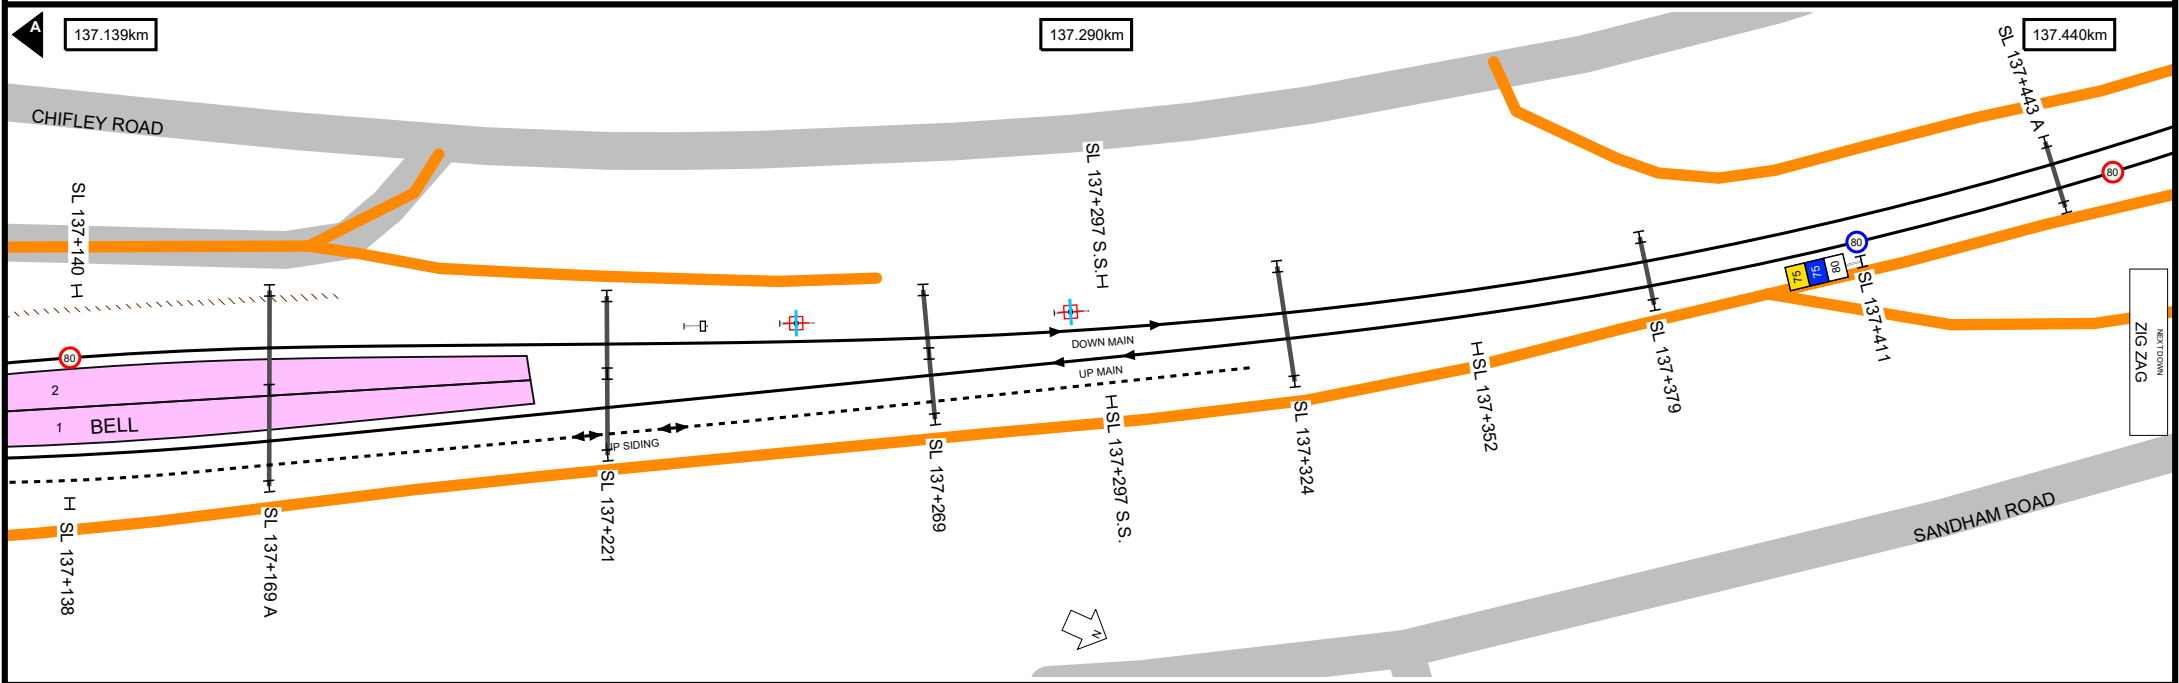 A
137.139km
137.290km
137.440km
CHIFLEY ROAD
SL 137+140
SL 137+297 S.S.
SL 137+443 A
80
80
80
75
75
80
2
1
BELL
DOWN MAIN
UP MAIN
UP SIDING
SL 137+138
SL 137+169 A
SL 137+221
SL 137+269
SL 137+297 S.S.
SL 137+324
SL 137+352
SL 137+379
SL 137+411
NEXT DOWN
ZIG ZAG
SANDHAM ROAD
N